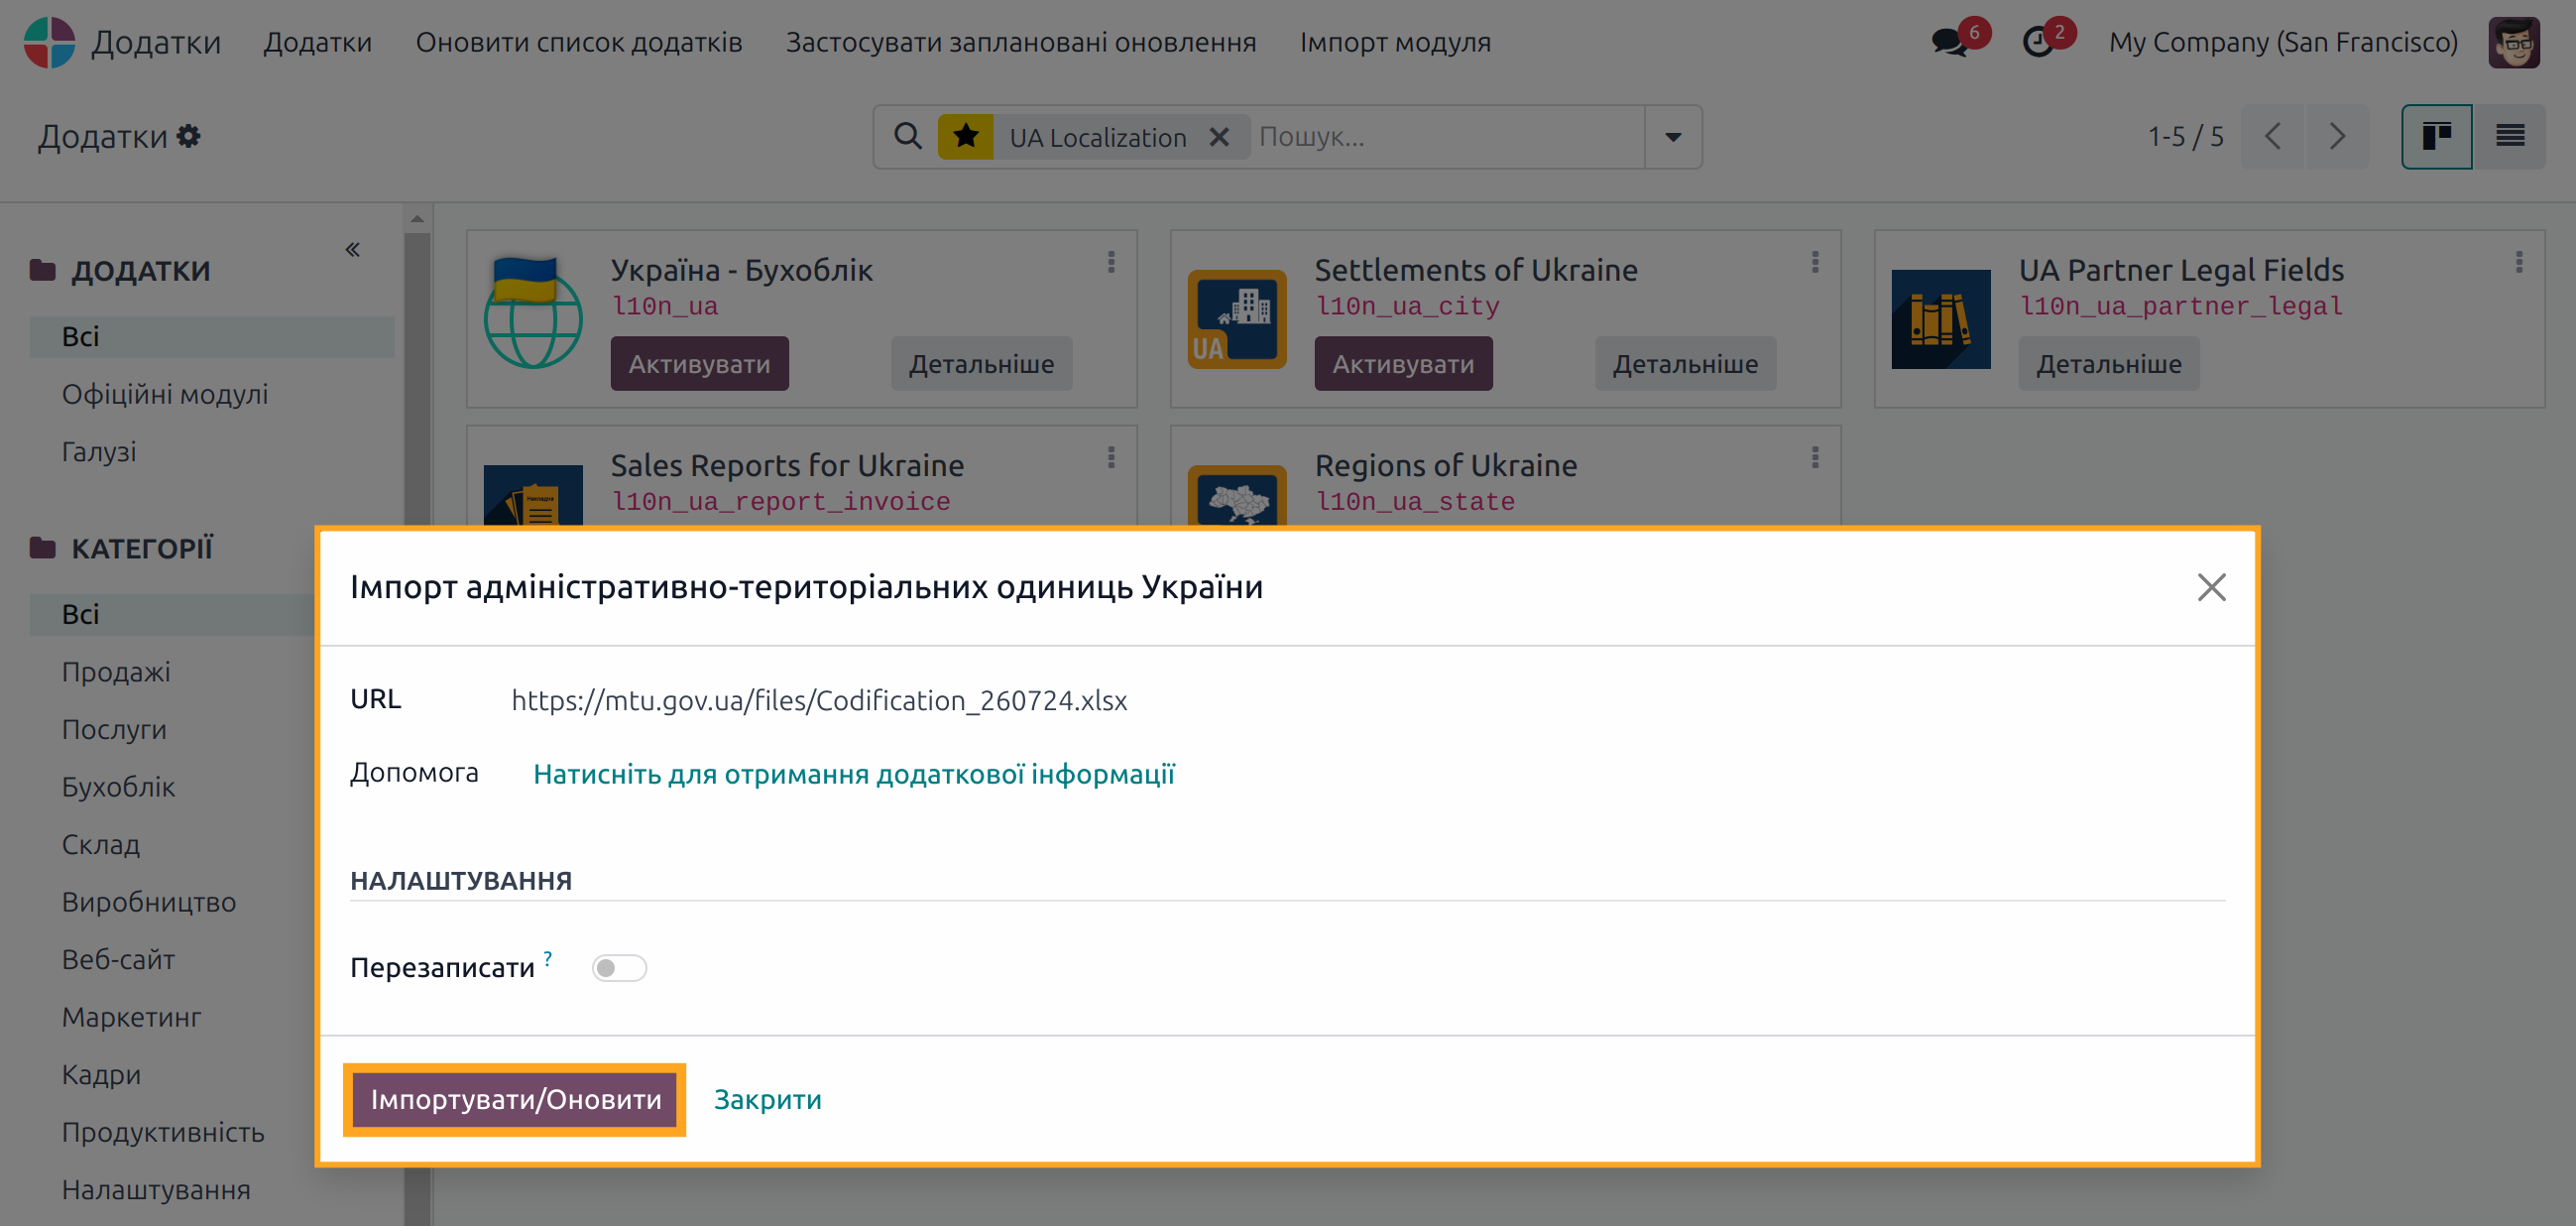 Додатки Додатки Оновити список додатків Застосувати заплановані оновлення Імпорт модуля 6 2 My Company (San Francisco)
Додатки UA Localization Пошук... 1-5 / 5
ДОДАТКИ
Всі
Офіційні модулі
Галузі
КАТЕГОРІЇ
Всі
Продажі
Послуги
Бухоблік
Склад
Виробництво
Веб-сайт
Маркетинг
Кадри
Продуктивність
Налаштування
Україна - Бухоблік
l10n_ua
Активувати Детальніше
UA
Settlements of Ukraine
l10n_ua_city
Активувати Детальніше
UA Partner Legal Fields
l10n_ua_partner_legal
Детальніше
Накладна
Sales Reports for Ukraine
l10n_ua_report_invoice
Regions of Ukraine
l10n_ua_state
Імпорт адміністративно-територіальних одиниць України
URL https://mtu.gov.ua/files/Codification_260724.xlsx
Допомога Натисніть для отримання додаткової інформації
НАЛАШТУВАННЯ
Перезаписати ?
Імпортувати/Оновити Закрити